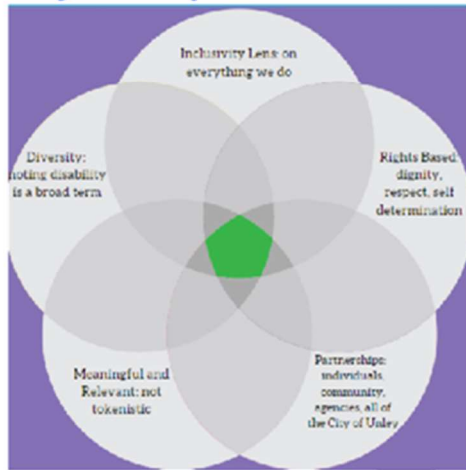 Inclusivity Lens: on
everything we do
Diversity:
noting disability
is a broad term
Rights Based:
dignity,
respect, self
determination
Meaningful and
Relevant: not
tokenistic
Partnerships:
individuals,
community,
agencies, all of
the City of Unley